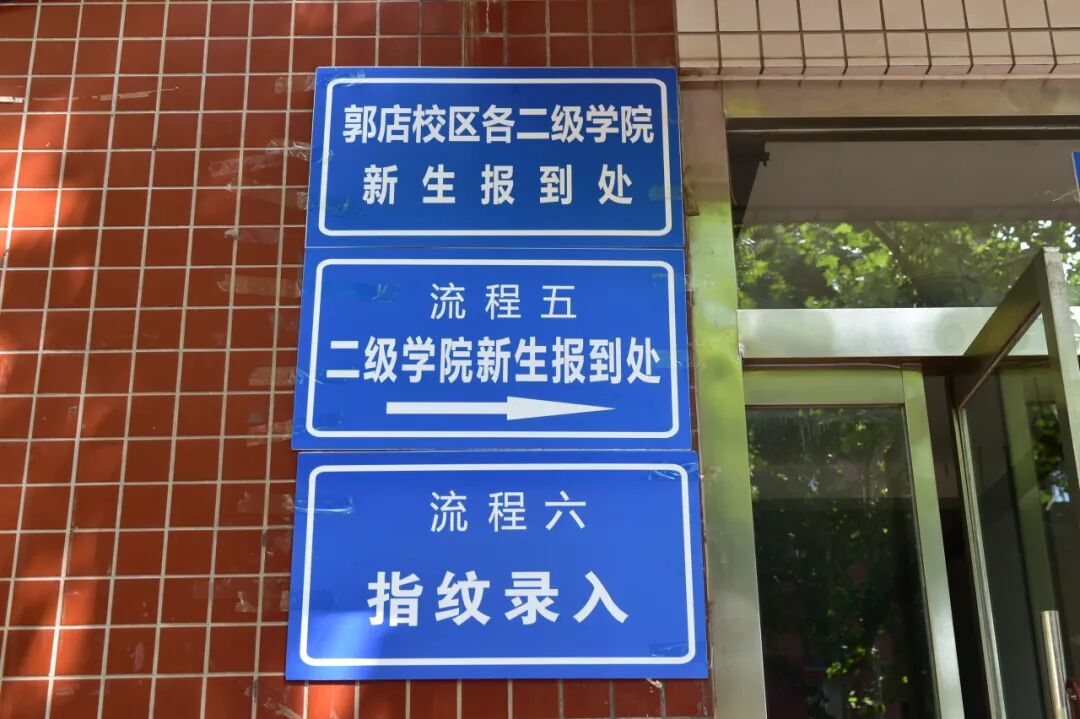 郭店校区各二级学院
新生报到处
流程五
二级学院新生报到处
流程六
指纹录入